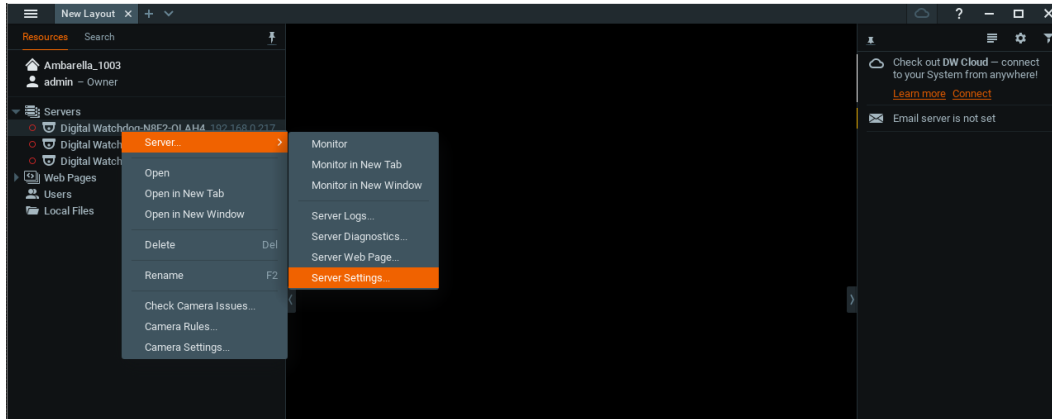 New Layout
?
Resources Search
Ambarella_1003
admin – Owner
Servers
Digital Watchdog-N8F2-QLAH4 192.168.0.217
Digital Watch
Digital Watch
Web Pages
Users
Local Files
Server...
Open
Open in New Tab
Open in New Window
Delete Del
Rename F2
Check Camera Issues...
Camera Rules...
Camera Settings...
Monitor
Monitor in New Tab
Monitor in New Window
Server Logs...
Server Diagnostics...
Server Web Page...
Server Settings...
Check out DW Cloud — connect
to your System from anywhere!
Learn more Connect
Email server is not set